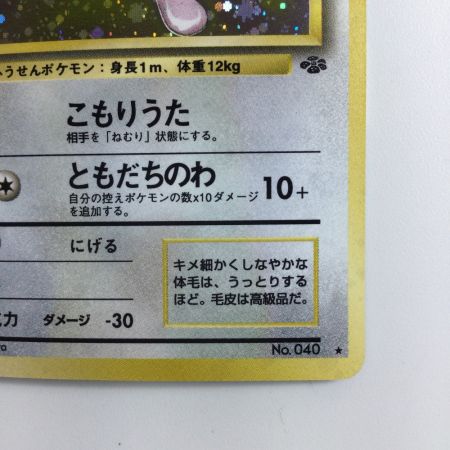 ふうせんポケモン：身長1m、体重12kg
こもりうた
相手を「ねむり」状態にする。
ともだちのわ
自分の控えポケモンの数x10ダメージ
を追加する。
10+
にげる
キメ細かくしなやかな
体毛は、うっとりする
ほど。毛皮は高級品だ。
力 ダメージ -30
No. 040 ★